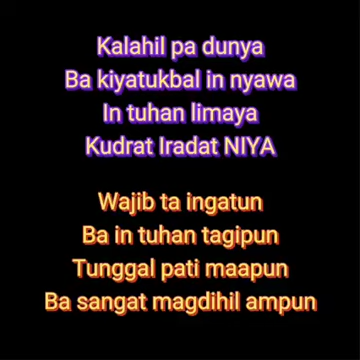 Kalahil pa dunya
Ba kiyatukbal in nyawa
In tuhan limaya
Kudrat Iradat NIYA
Wajib ta ingatun
Ba in tuhan tagipun
Tunggal pati maapun
Ba sangat magdihil ampun